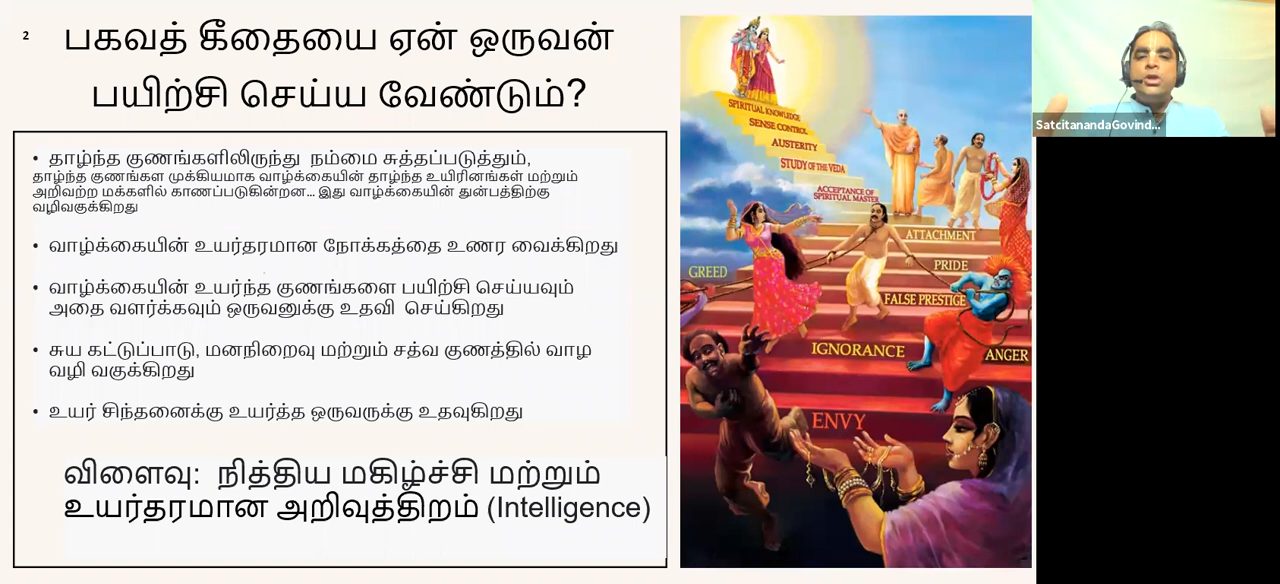 2
பகவத் கீதையை ஏன் ஒருவன்
பயிற்சி செய்ய வேண்டும்?
• தாழ்ந்த குணங்களிலிருந்து நம்மை சுத்தப்படுத்தும்,
தாழ்ந்த குணங்கள முக்கியமாக வாழ்க்கையின் தாழ்ந்த உயிரினங்கள் மற்றும்
அறிவற்ற மக்களில் காணப்படுகின்றன... இது வாழ்க்கையின் துன்பத்திற்கு
வழிவகுக்கிறது
• வாழ்க்கையின் உயர்தரமான நோக்கத்தை உணர வைக்கிறது
• வாழ்க்கையின் உயர்ந்த குணங்களை பயிற்சி செய்யவும்
அதை வளர்க்கவும் ஒருவனுக்கு உதவி செய்கிறது
• சுய கட்டுப்பாடு, மனநிறைவு மற்றும் சத்வ குணத்தில் வாழ
வழி வகுக்கிறது
• உயர் சிந்தனைக்கு உயர்த்த ஒருவருக்கு உதவுகிறது
விளைவு: நித்திய மகிழ்ச்சி மற்றும்
உயர்தரமான அறிவுத்திறம் (Intelligence)
SPIRITUAL KNOWLEDGE
SENSE CONTROL
AUSTERITY
STUDY OF THE VEDA
ACCEPTANCE OF
SPIRITUAL MASTER
ATTACHMENT
GREED
PRIDE
FALSE PRESTIGE
IGNORANCE
ANGER
ENVY
SatcitanandaGovind...